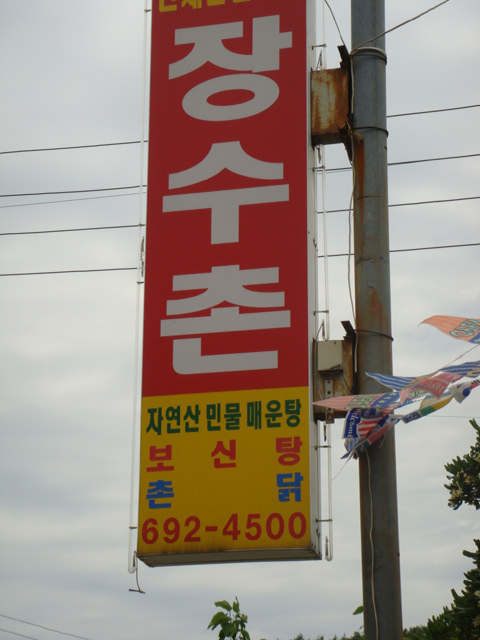 장수촌
자연산 민물 매운탕
보신탕
촌닭
692-4500